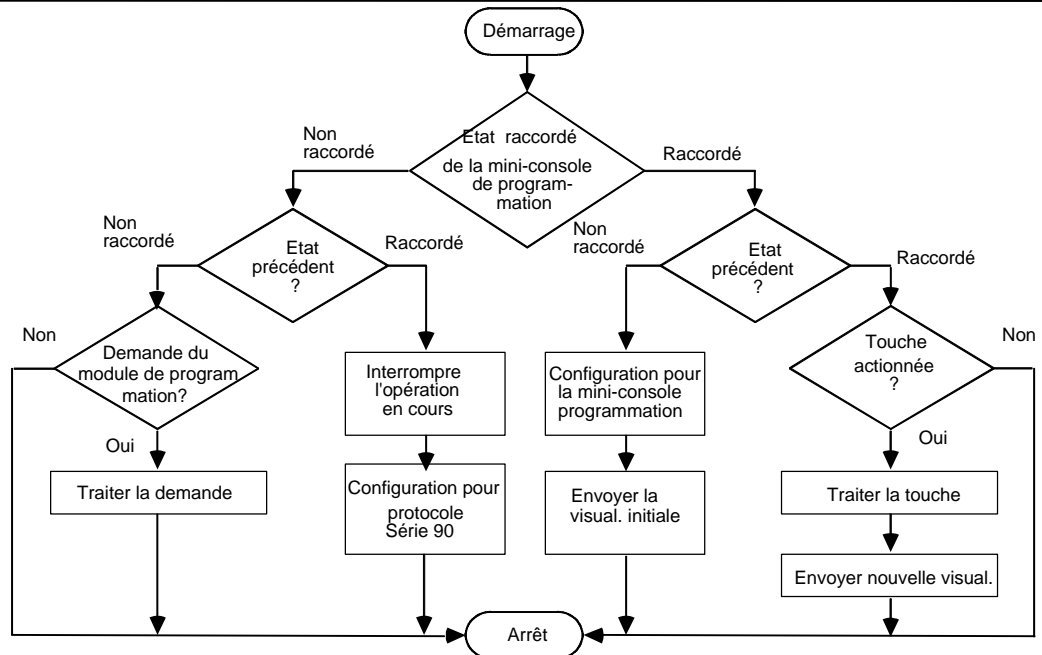 Démarrage
Non
raccordé
Etat raccordé
de la mini-console
de program-
mation
Raccordé
Non
raccordé
Etat
précédent
?
Raccordé
Non
raccordé
Etat
précédent
?
Raccordé
Non
Demande du
module de program
mation?
Oui
Interrompre
l'opération
en cours
Configuration pour
la mini-console
programmation
Touche
actionnée
?
Non
Oui
Traiter la demande
Configuration pour
protocole
Série 90
Envoyer la
visual. initiale
Traiter la touche
Envoyer nouvelle visual.
Arrêt